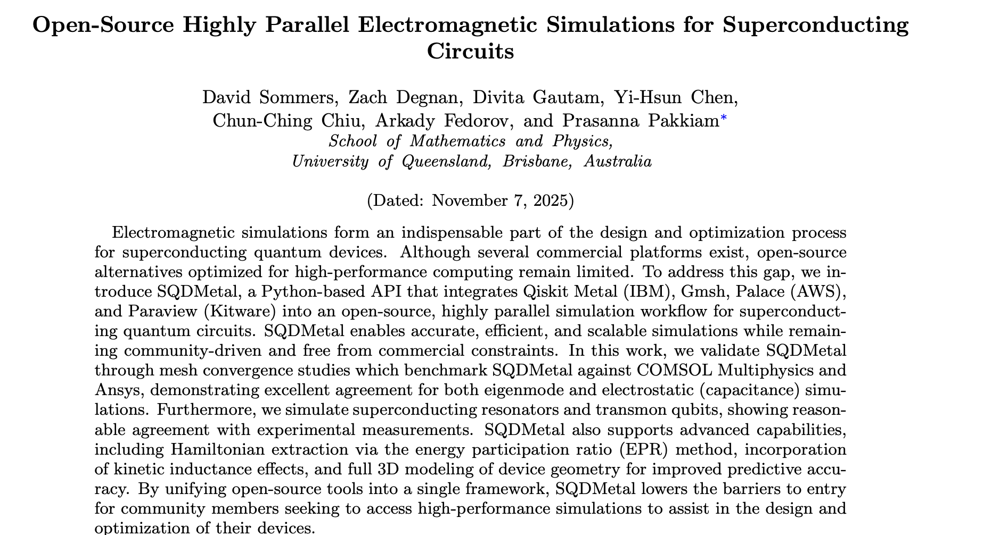 Open-Source Highly Parallel Electromagnetic Simulations for Superconducting
Circuits
David Sommers, Zach Degnan, Divita Gautam, Yi-Hsun Chen,
Chun-Ching Chiu, Arkady Fedorov, and Prasanna Pakkiam*
School of Mathematics and Physics,
University of Queensland, Brisbane, Australia
(Dated: November 7, 2025)
Electromagnetic simulations form an indispensable part of the design and optimization process
for superconducting quantum devices. Although several commercial platforms exist, open-source
alternatives optimized for high-performance computing remain limited. To address this gap, we in-
troduce SQDMetal, a Python-based API that integrates Qiskit Metal (IBM), Gmsh, Palace (AWS),
and Paraview (Kitware) into an open-source, highly parallel simulation workflow for superconduct-
ing quantum circuits. SQDMetal enables accurate, efficient, and scalable simulations while remain-
ing community-driven and free from commercial constraints. In this work, we validate SQDMetal
through mesh convergence studies which benchmark SQDMetal against COMSOL Multiphysics and
Ansys, demonstrating excellent agreement for both eigenmode and electrostatic (capacitance) simu-
lations. Furthermore, we simulate superconducting resonators and transmon qubits, showing reason-
able agreement with experimental measurements. SQDMetal also supports advanced capabilities,
including Hamiltonian extraction via the energy participation ratio (EPR) method, incorporation
of kinetic inductance effects, and full 3D modeling of device geometry for improved predictive accu-
racy. By unifying open-source tools into a single framework, SQDMetal lowers the barriers to entry
for community members seeking to access high-performance simulations to assist in the design and
optimization of their devices.